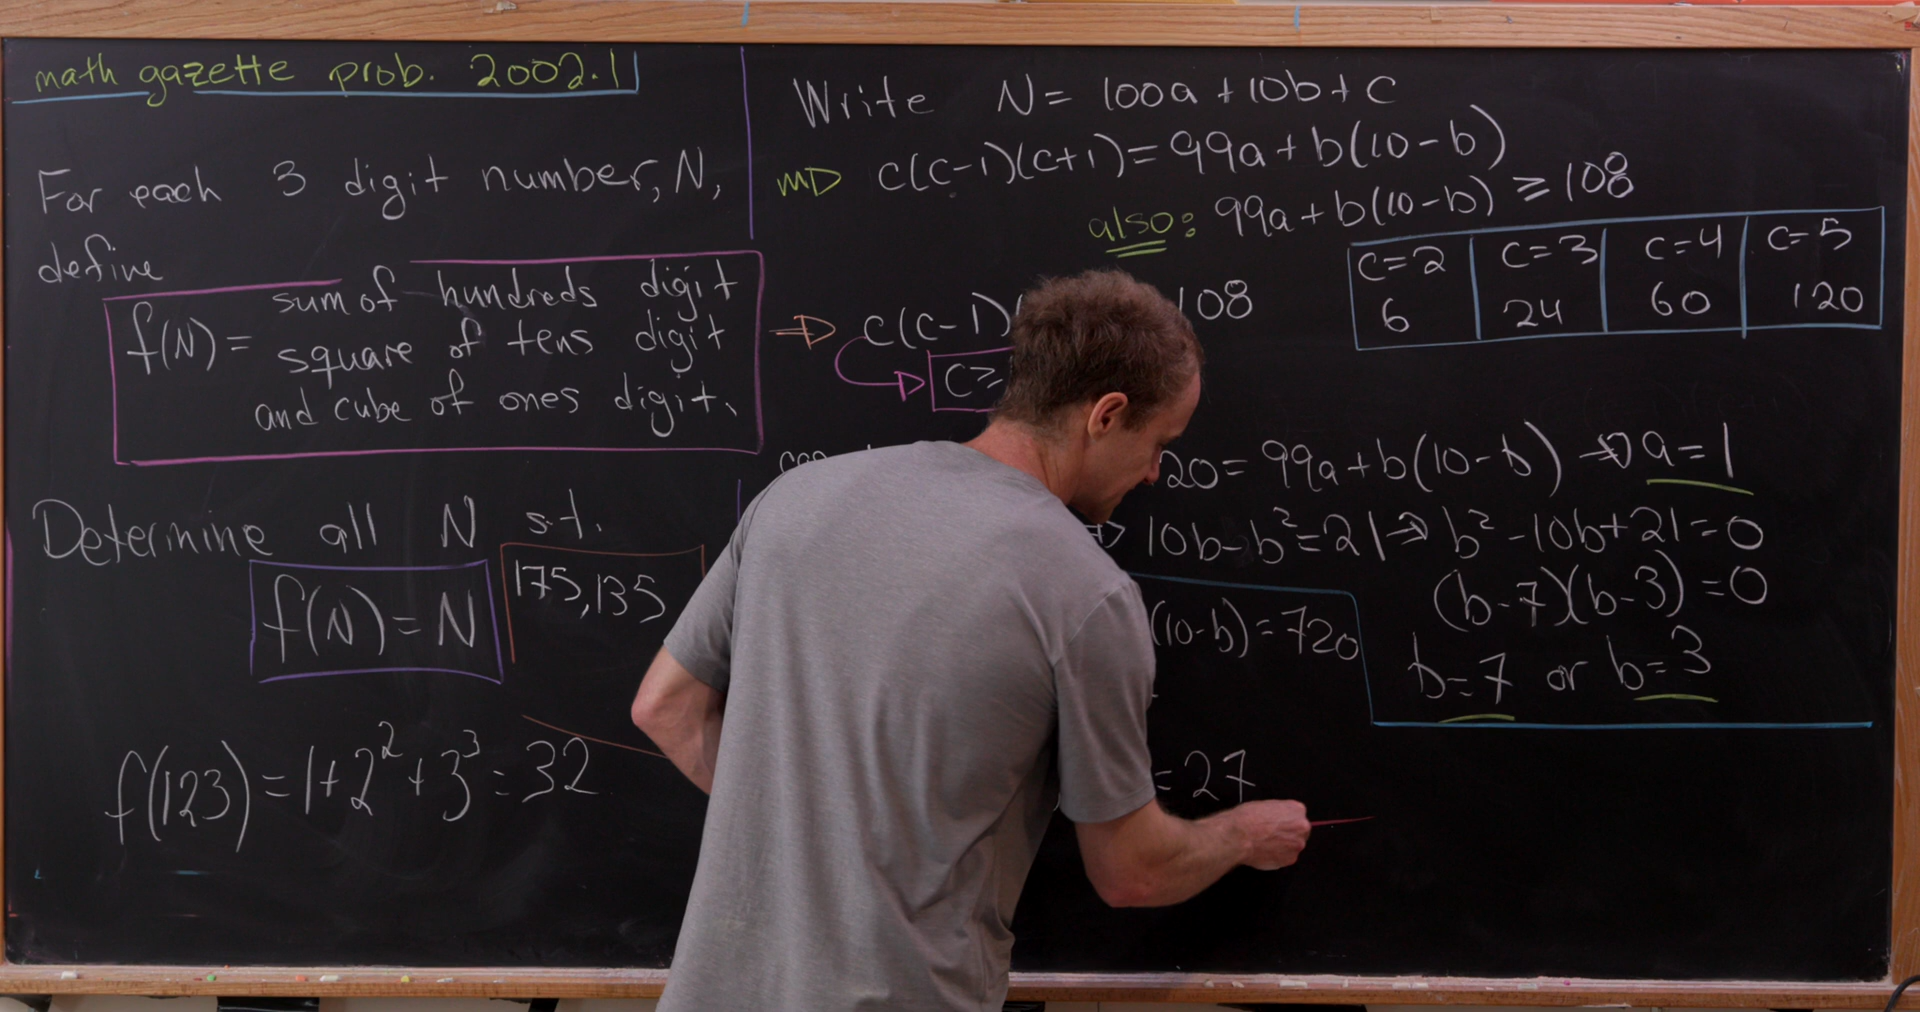 math gazette prob. 2002.1
For each 3 digit number, N,
define
f(N) = sum of hundreds digit
square of tens digit
and cube of ones digit.
Determine all N s.t.
f(N)=N
175, 135
f(123) = 1+2²+3³ = 32
Write N = 100a + 10b + c
c(c-1)(c+1) = 99a + b(10-b)
also: 99a + b(10-b) ≥ 108
⇒ c(c-1) 108
c≥
c=2 c=3 c=4 c=5
6 24 60 120
20 = 99a + b(10-b) → a=1
⇒ 10b-b²=21 ⇒ b²-10b+21=0
(b-7)(b-3)=0
b=7 or b=3
(10-b)=720
=27